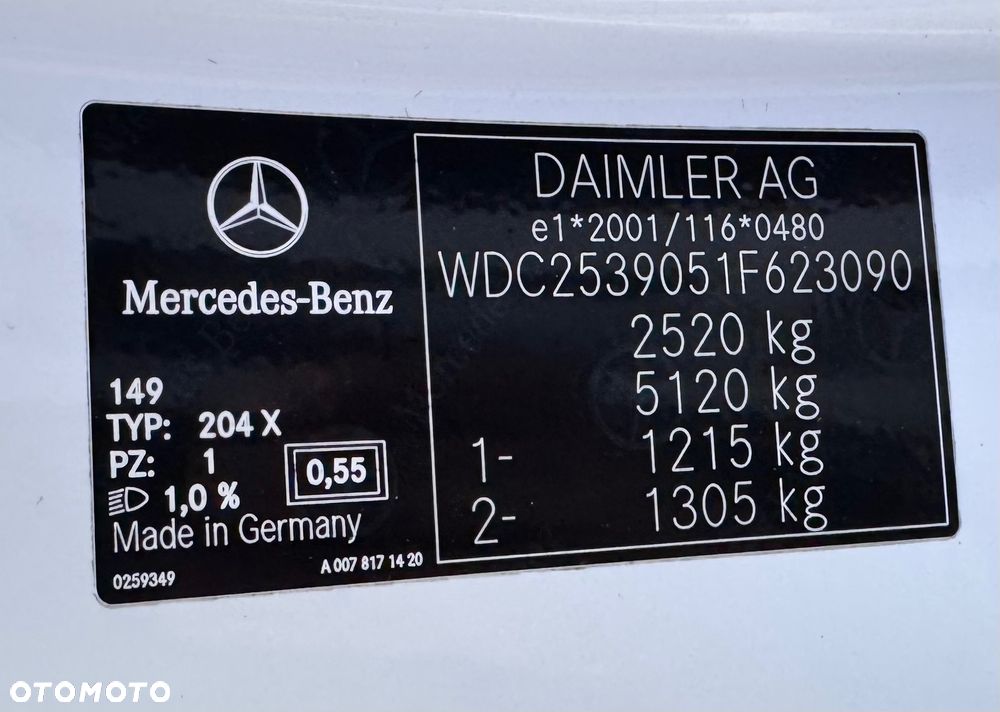 Mercedes-Benz
149
TYP: 204 X
PZ: 1
1,0 %
0,55
Made in Germany
0259349
A 007 817 14 20
DAIMLER AG
e1*2001/116*0480
WDC2539051F623090
2520 kg
5120 kg
1- 1215 kg
2- 1305 kg
OTOMOTO